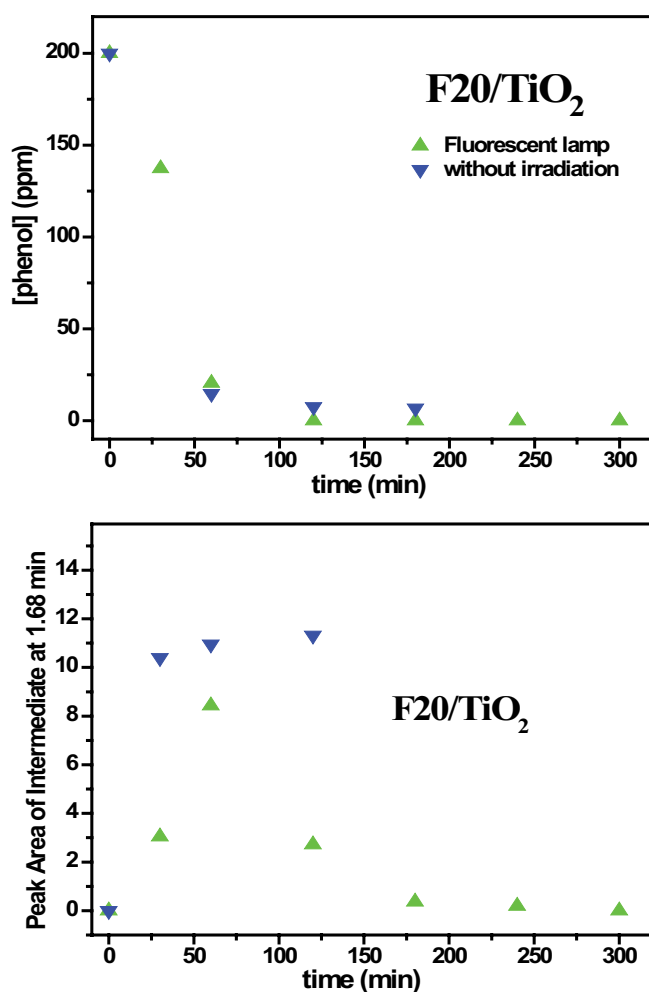 200
F20/TiO2
Fluorescent lamp
without irradiation
150
[phenol] (ppm)
100
50
0
0 50 100 150 200 250 300
time (min)
14
12
10
8
6
4
2
0
Peak Area of Intermediate at 1.68 min
F20/TiO2
0 50 100 150 200 250 300
time (min)